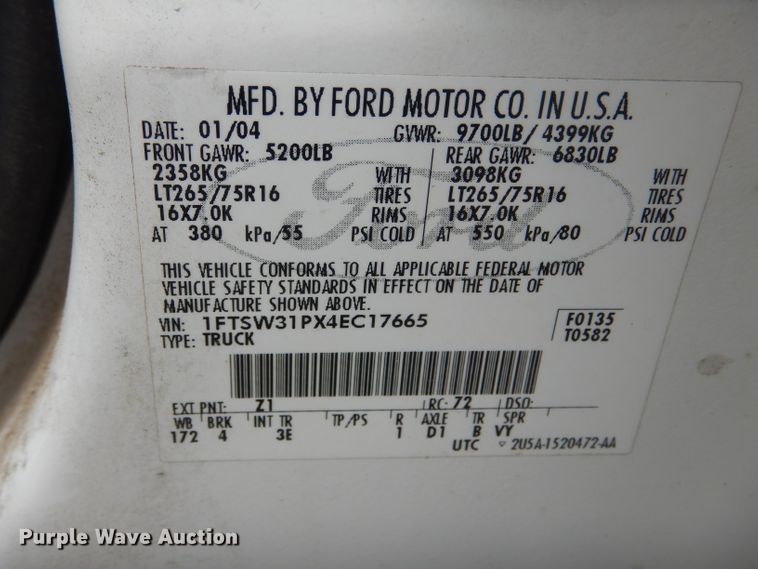 MFD. BY FORD MOTOR CO. IN U.S.A.
DATE: 01/04 GVWR: 9700LB/ 4399KG
FRONT GAWR: 5200LB REAR GAWR: 6830LB
2358KG WITH 3098KG WITH
LT265/75R16 TIRES LT265/75R16 TIRES
16X7.0K RIMS 16X7.0K RIMS
AT 380 kPa/55 PSI COLD AT 550 kPa/80 PSI COLD
Ford
THIS VEHICLE CONFORMS TO ALL APPLICABLE FEDERAL MOTOR
VEHICLE SAFETY STANDARDS IN EFFECT ON THE DATE OF
MANUFACTURE SHOWN ABOVE.
VIN: 1FTSW31PX4EC17665 F0135
TYPE: TRUCK T0582
EXT PNT: Z1 RC: 72 DSO:
WB BRK INT TR TP/PS R AXLE TR SPR
172 4 3E 1 D1 B VY
UTC 2U5A-1520472-AA
Purple Wave Auction